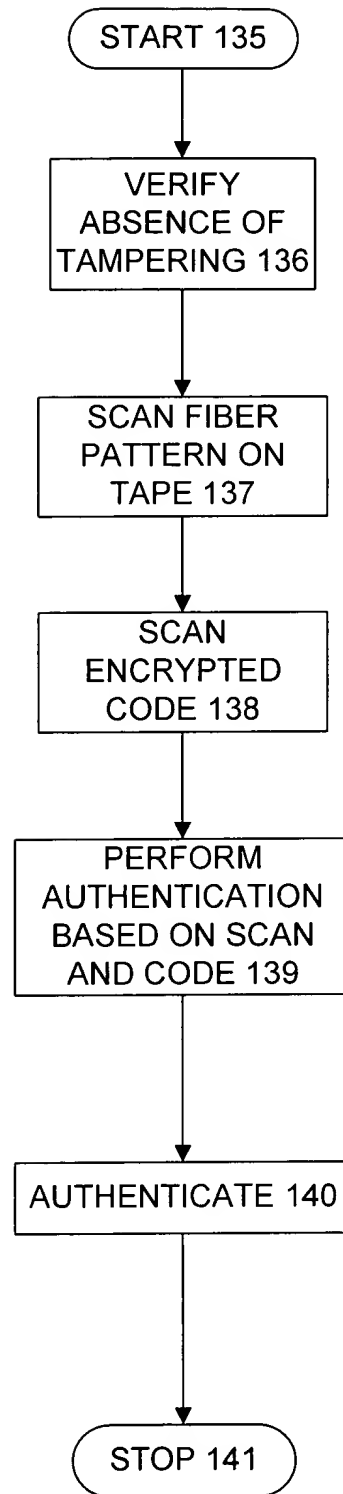 START 135
VERIFY
ABSENCE OF
TAMPERING 136
SCAN FIBER
PATTERN ON
TAPE 137
SCAN
ENCRYPTED
CODE 138
PERFORM
AUTHENTICATION
BASED ON SCAN
AND CODE 139
AUTHENTICATE 140
STOP 141